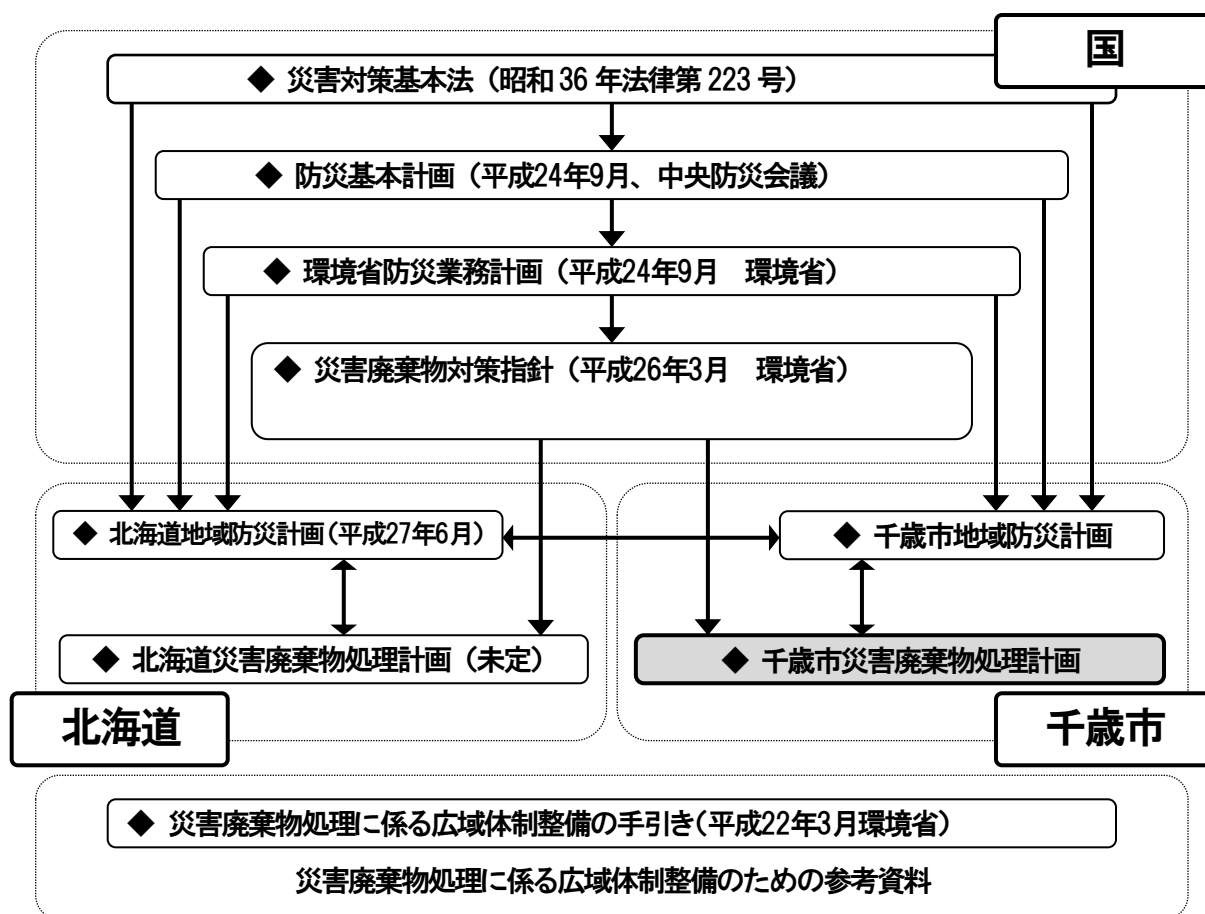 国
◆ 災害対策基本法（昭和 36 年法律第 223 号）
◆ 防災基本計画（平成24年9月、中央防災会議）
◆ 環境省防災業務計画（平成24年9月　環境省）
◆ 災害廃棄物対策指針（平成26年3月　環境省）
◆ 北海道地域防災計画（平成27年6月）
◆ 千歳市地域防災計画
◆ 北海道災害廃棄物処理計画（未定）
◆ 千歳市災害廃棄物処理計画
北海道
千歳市
◆ 災害廃棄物処理に係る広域体制整備の手引き（平成22年3月環境省）
災害廃棄物処理に係る広域体制整備のための参考資料